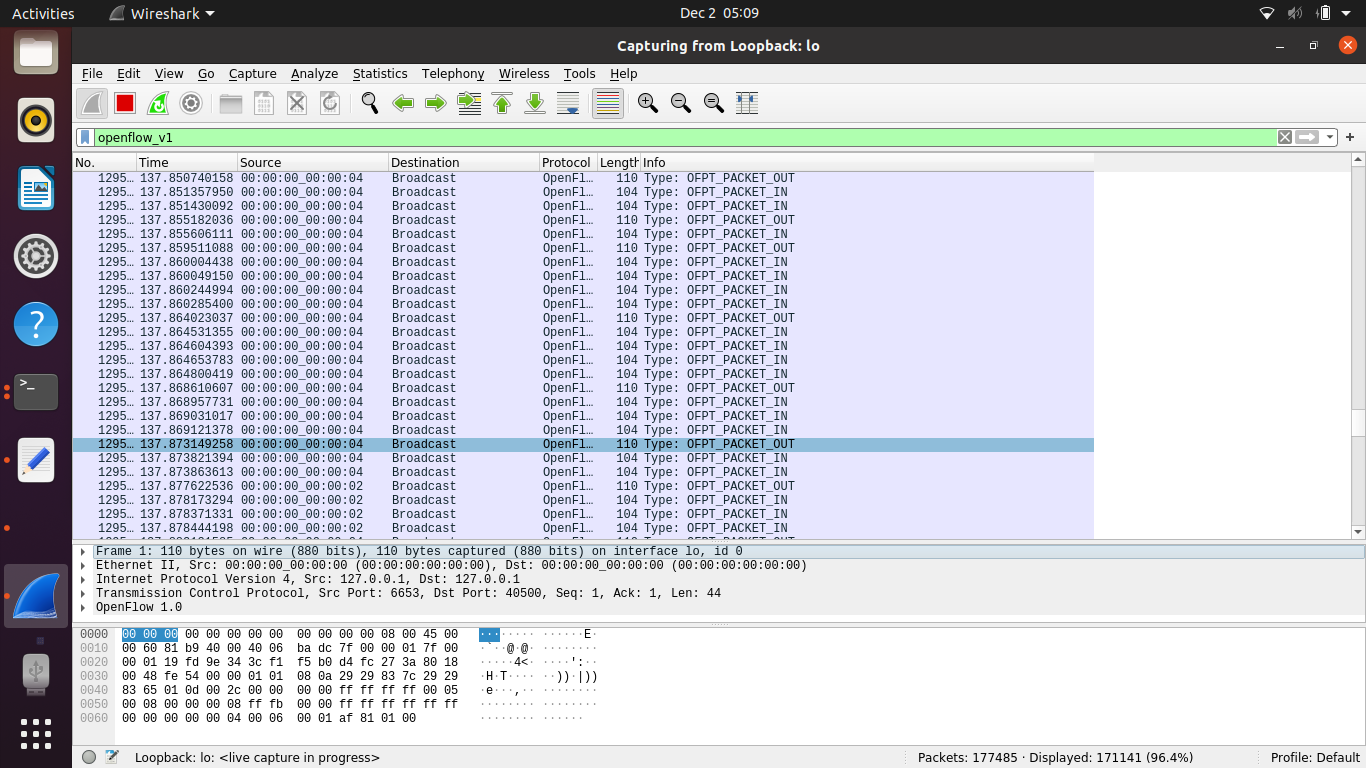 Activities Wireshark Dec 2 05:09
Capturing from Loopback: lo
File Edit View Go Capture Analyze Statistics Telephony Wireless Tools Help
openflow_v1
No. Time Source Destination Protocol Length Info
1295… 137.850740158 00:00:00_00:00:04 Broadcast OpenFl… 110 Type: OFPT_PACKET_OUT
1295… 137.851357950 00:00:00_00:00:04 Broadcast OpenFl… 104 Type: OFPT_PACKET_IN
1295… 137.851430092 00:00:00_00:00:04 Broadcast OpenFl… 104 Type: OFPT_PACKET_IN
1295… 137.855182036 00:00:00_00:00:04 Broadcast OpenFl… 110 Type: OFPT_PACKET_OUT
1295… 137.855606111 00:00:00_00:00:04 Broadcast OpenFl… 104 Type: OFPT_PACKET_IN
1295… 137.859511088 00:00:00_00:00:04 Broadcast OpenFl… 110 Type: OFPT_PACKET_OUT
1295… 137.860004438 00:00:00_00:00:04 Broadcast OpenFl… 104 Type: OFPT_PACKET_IN
1295… 137.860049150 00:00:00_00:00:04 Broadcast OpenFl… 104 Type: OFPT_PACKET_IN
1295… 137.860244994 00:00:00_00:00:04 Broadcast OpenFl… 104 Type: OFPT_PACKET_IN
1295… 137.860285400 00:00:00_00:00:04 Broadcast OpenFl… 104 Type: OFPT_PACKET_IN
1295… 137.864023037 00:00:00_00:00:04 Broadcast OpenFl… 110 Type: OFPT_PACKET_OUT
1295… 137.864531355 00:00:00_00:00:04 Broadcast OpenFl… 104 Type: OFPT_PACKET_IN
1295… 137.864604393 00:00:00_00:00:04 Broadcast OpenFl… 104 Type: OFPT_PACKET_IN
1295… 137.864653783 00:00:00_00:00:04 Broadcast OpenFl… 104 Type: OFPT_PACKET_IN
1295… 137.864800419 00:00:00_00:00:04 Broadcast OpenFl… 104 Type: OFPT_PACKET_IN
1295… 137.868610607 00:00:00_00:00:04 Broadcast OpenFl… 110 Type: OFPT_PACKET_OUT
1295… 137.868957731 00:00:00_00:00:04 Broadcast OpenFl… 104 Type: OFPT_PACKET_IN
1295… 137.869031017 00:00:00_00:00:04 Broadcast OpenFl… 104 Type: OFPT_PACKET_IN
1295… 137.869121378 00:00:00_00:00:04 Broadcast OpenFl… 104 Type: OFPT_PACKET_IN
1295… 137.873149258 00:00:00_00:00:04 Broadcast OpenFl… 110 Type: OFPT_PACKET_OUT
1295… 137.873821394 00:00:00_00:00:04 Broadcast OpenFl… 104 Type: OFPT_PACKET_IN
1295… 137.873863613 00:00:00_00:00:04 Broadcast OpenFl… 104 Type: OFPT_PACKET_IN
1295… 137.877622536 00:00:00_00:00:02 Broadcast OpenFl… 110 Type: OFPT_PACKET_OUT
1295… 137.878173294 00:00:00_00:00:02 Broadcast OpenFl… 104 Type: OFPT_PACKET_IN
1295… 137.878371331 00:00:00_00:00:02 Broadcast OpenFl… 104 Type: OFPT_PACKET_IN
1295… 137.878444198 00:00:00_00:00:02 Broadcast OpenFl… 104 Type: OFPT_PACKET_IN
Frame 1: 110 bytes on wire (880 bits), 110 bytes captured (880 bits) on interface lo, id 0
Ethernet II, Src: 00:00:00_00:00:00 (00:00:00:00:00:00), Dst: 00:00:00_00:00:00 (00:00:00:00:00:00)
Internet Protocol Version 4, Src: 127.0.0.1, Dst: 127.0.0.1
Transmission Control Protocol, Src Port: 6653, Dst Port: 40500, Seq: 1, Ack: 1, Len: 44
OpenFlow 1.0
0000 00 00 00 00 00 00 00 00 00 00 00 00 08 00 45 00 ········ ······E·
0010 00 60 81 b9 40 00 40 06 ba dc 7f 00 00 01 7f 00 ·`··@·@· ········
0020 00 01 19 fd 9e 34 3c f1 f5 b0 d4 fc 27 3a 80 18 ·····4<· ····':··
0030 00 48 fe 54 00 00 01 01 08 0a 29 29 83 7c 29 29 ·H·T···· ··))·|))
0040 83 65 01 0d 00 2c 00 00 00 00 ff ff ff ff 00 05 ·e···,·· ········
0050 00 08 00 00 00 08 ff fb 00 00 ff ff ff ff ff ff ········ ········
0060 00 00 00 00 00 04 00 06 00 01 af 81 01 00 ········ ······
Loopback: lo: <live capture in progress> Packets: 177485 · Displayed: 171141 (96.4%) Profile: Default